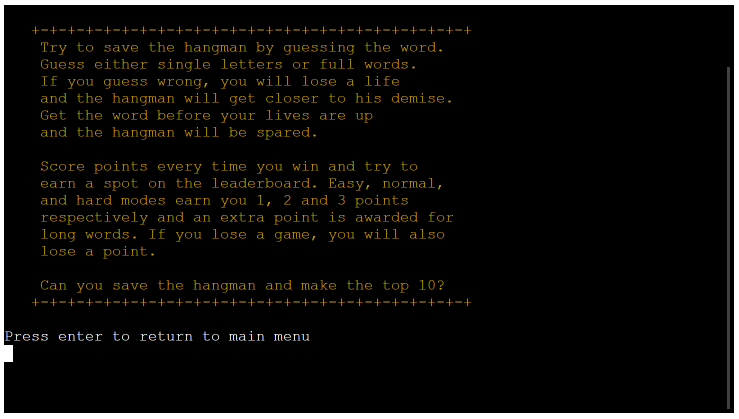 +-+-+-+-+-+-+-+-+-+-+-+-+-+-+-+-+-+-+-+-+-+-+-+-+
Try to save the hangman by guessing the word.
Guess either single letters or full words.
If you guess wrong, you will lose a life
and the hangman will get closer to his demise.
Get the word before your lives are up
and the hangman will be spared.
Score points every time you win and try to
earn a spot on the leaderboard. Easy, normal,
and hard modes earn you 1, 2 and 3 points
respectively and an extra point is awarded for
long words. If you lose a game, you will also
lose a point.
Can you save the hangman and make the top 10?
+-+-+-+-+-+-+-+-+-+-+-+-+-+-+-+-+-+-+-+-+-+-+-+-+
Press enter to return to main menu